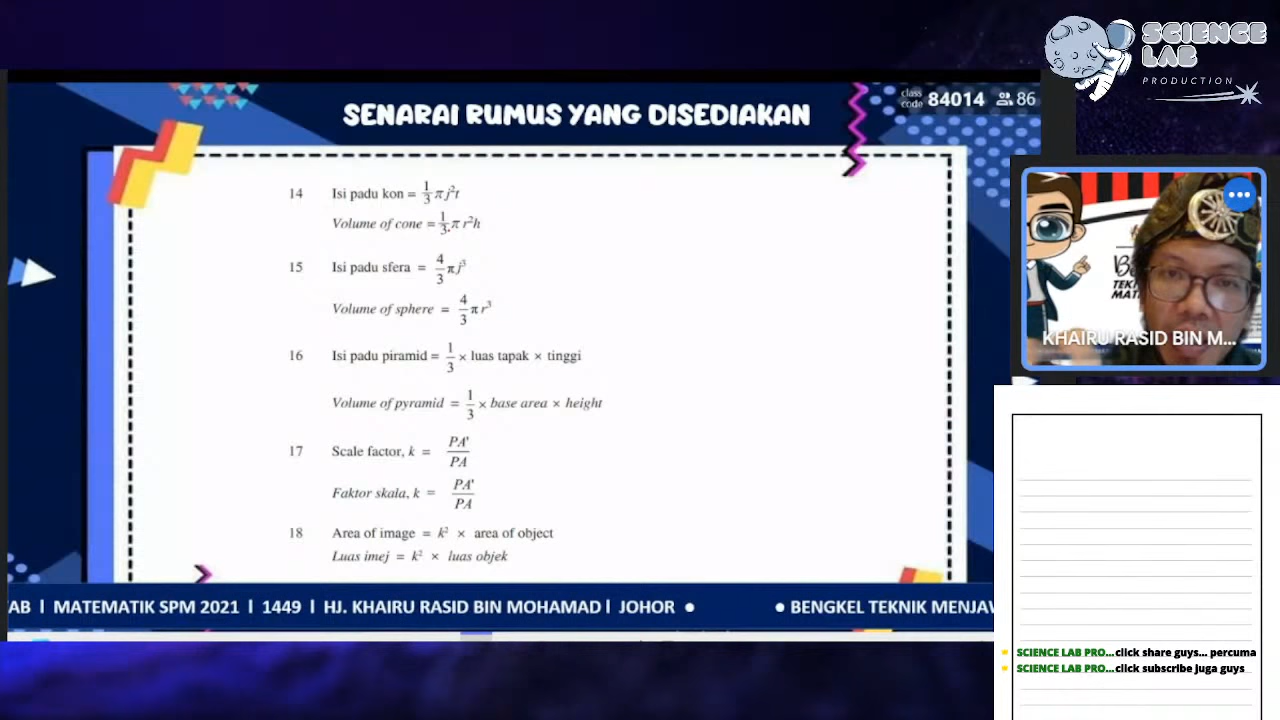 SCIENCE
LAB
PRODUCTION
SENARAI RUMUS YANG DISEDIAKAN
class code 84014 86
14 Isi padu kon = 1/3 πj²t
Volume of cone = 1/3 πr²h
15 Isi padu sfera = 4/3 πj³
Volume of sphere = 4/3 πr³
16 Isi padu piramid = 1/3 × luas tapak × tinggi
Volume of pyramid = 1/3 × base area × height
17 Scale factor, k = PA'/PA
Faktor skala, k = PA'/PA
18 Area of image = k² × area of object
Luas imej = k² × luas objek
KHAIRU RASID BIN M...
AB | MATEMATIK SPM 2021 | 1449 | HJ. KHAIRU RASID BIN MOHAMAD | JOHOR ● ● BENGKEL TEKNIK MENJAW
SCIENCE LAB PRO...click share guys... percuma
SCIENCE LAB PRO...click subscribe juga guys